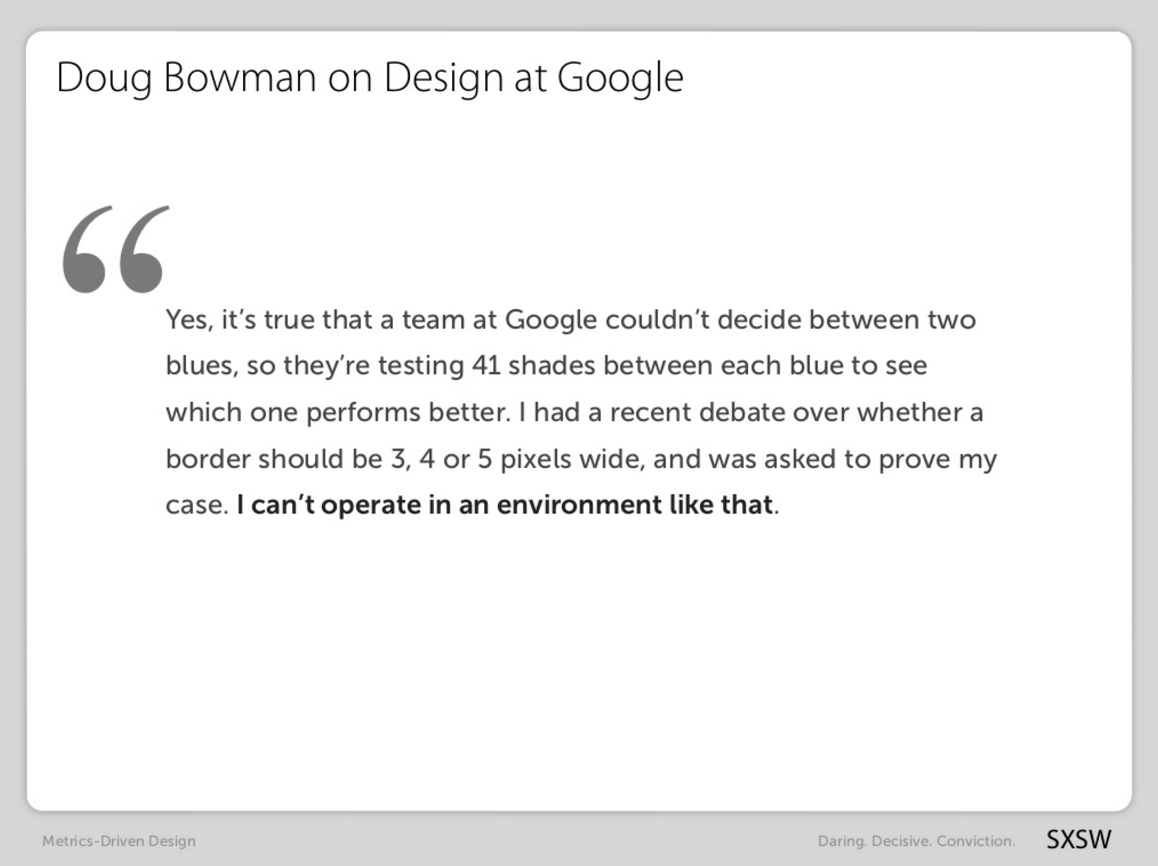 Doug Bowman on Design at Google
“
Yes, it’s true that a team at Google couldn’t decide between two
blues, so they’re testing 41 shades between each blue to see
which one performs better. I had a recent debate over whether a
border should be 3, 4 or 5 pixels wide, and was asked to prove my
case. I can’t operate in an environment like that.
Metrics-Driven Design
Daring. Decisive. Conviction.
SXSW